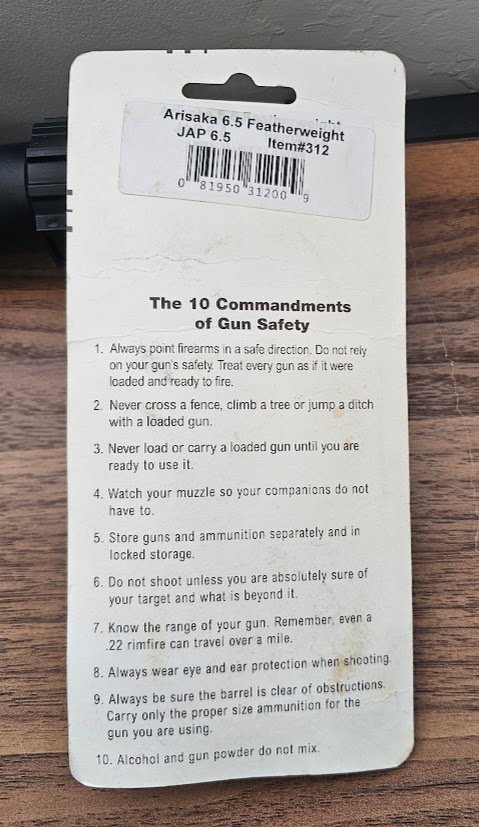 Arisaka 6.5 Featherweight
JAP 6.5 Item#312
0 81950 31200 9
The 10 Commandments
of Gun Safety
1. Always point firearms in a safe direction. Do not rely
on your gun's safety. Treat every gun as if it were
loaded and ready to fire.
2. Never cross a fence, climb a tree or jump a ditch
with a loaded gun.
3. Never load or carry a loaded gun until you are
ready to use it.
4. Watch your muzzle so your companions do not
have to.
5. Store guns and ammunition separately and in
locked storage.
6. Do not shoot unless you are absolutely sure of
your target and what is beyond it.
7. Know the range of your gun. Remember, even a
.22 rimfire can travel over a mile.
8. Always wear eye and ear protection when shooting.
9. Always be sure the barrel is clear of obstructions.
Carry only the proper size ammunition for the
gun you are using.
10. Alcohol and gun powder do not mix.